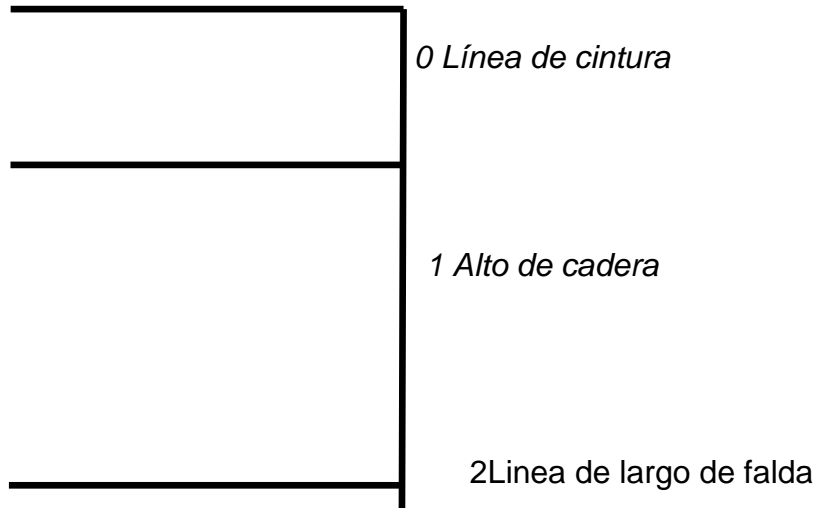 0 Línea de cintura
1 Alto de cadera
2Linea de largo de falda